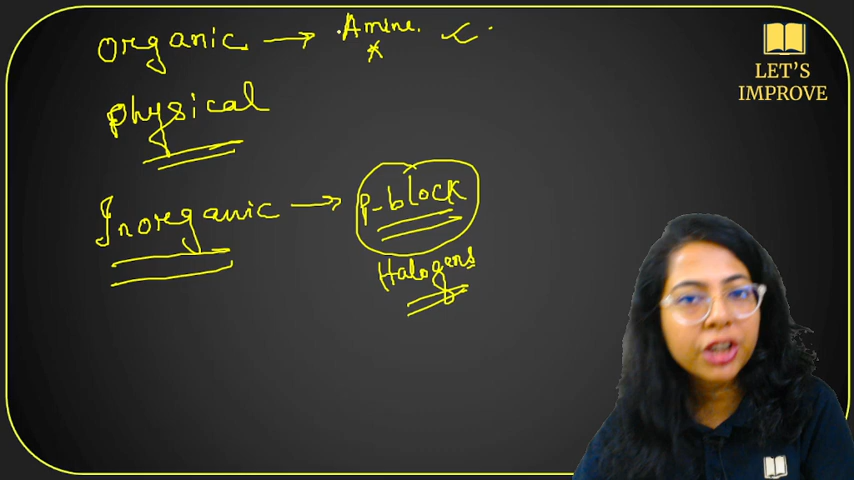 Organic → Amine.
physical
Inorganic → p-block
Halogens
LET'S
IMPROVE